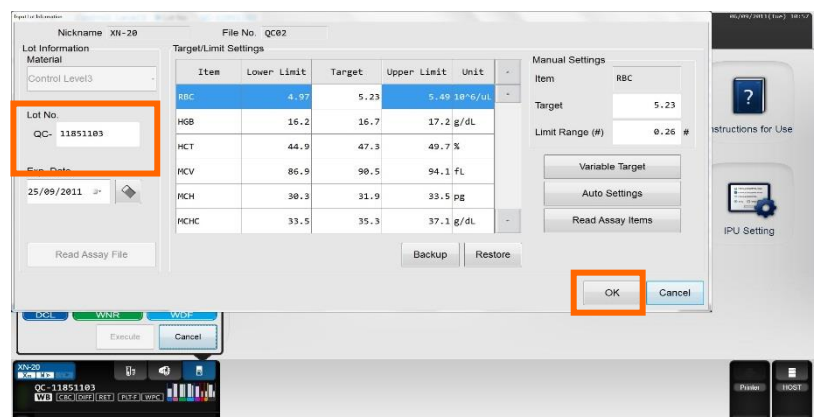 Input Lot Information
06/09/2011(Tue) 10:57
Nickname XN-20 File No. QC02
Lot Information
Material
Control Level3
Lot No.
QC- 11851103
Exp. Date
25/09/2011
Read Assay File
Target/Limit Settings
Item Lower Limit Target Upper Limit Unit
RBC 4.97 5.23 5.49 10^6/uL
HGB 16.2 16.7 17.2 g/dL
HCT 44.9 47.3 49.7 %
MCV 86.9 90.5 94.1 fL
MCH 30.3 31.9 33.5 pg
MCHC 33.5 35.3 37.1 g/dL
Backup Restore
Manual Settings
Item RBC
Target 5.23
Limit Range (#) 0.26 #
Variable Target
Auto Settings
Read Assay Items
OK Cancel
?
Instructions for Use
IPU Setting
DCL WNR WDF
Execute Cancel
XN-20
QC-11851103
WB CBC DIFF RET PLT-F WPC
Printer HOST